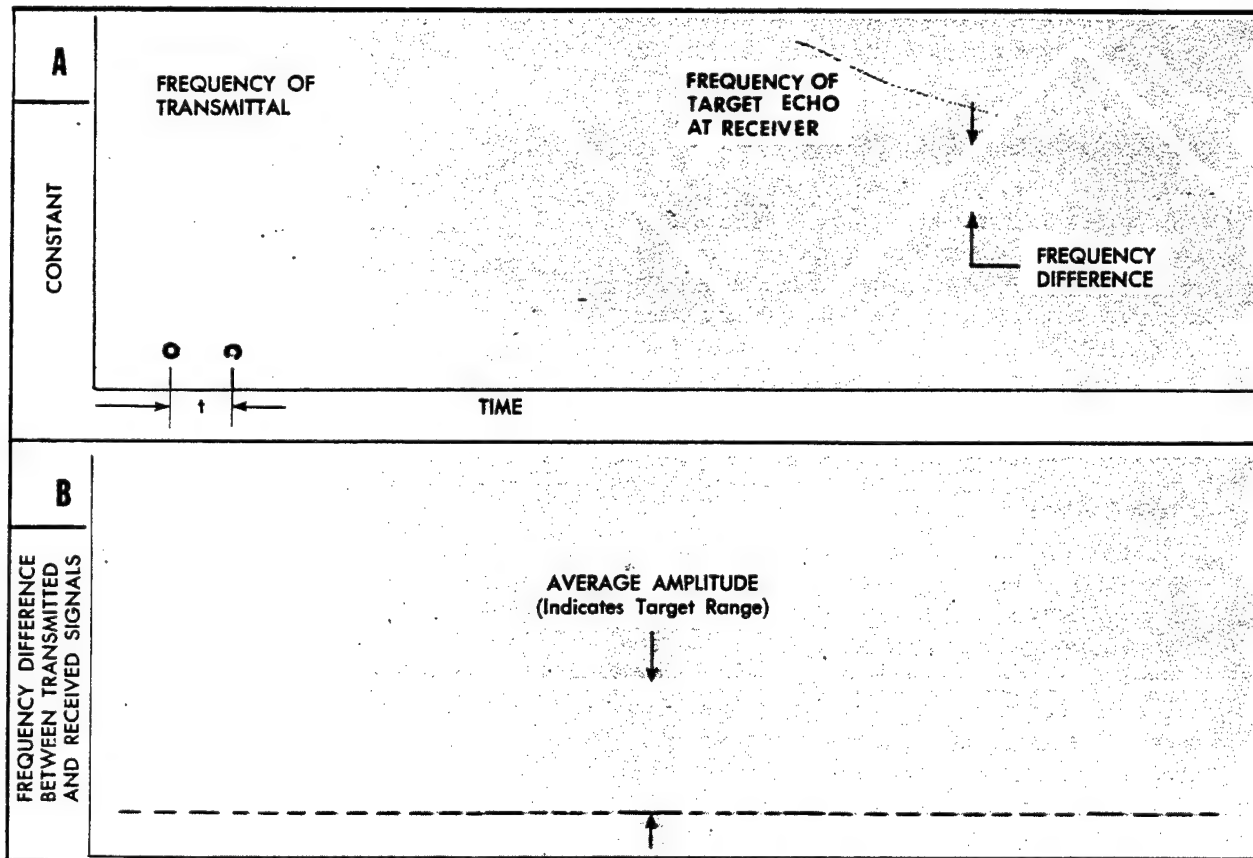 A
CONSTANT
FREQUENCY OF
TRANSMITTAL
FREQUENCY OF
TARGET ECHO
AT RECEIVER
FREQUENCY
DIFFERENCE
O
C
t
TIME
B
FREQUENCY DIFFERENCE
BETWEEN TRANSMITTED
AND RECEIVED SIGNALS
AVERAGE AMPLITUDE
(Indicates Target Range)